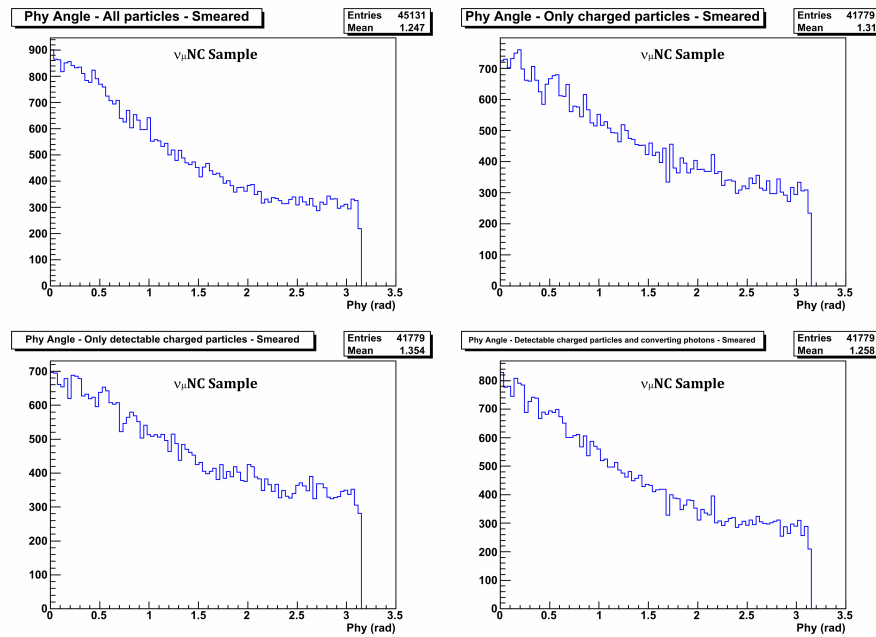 Phy Angle - All particles - Smeared
Entries 45131
Mean 1.247
νμNC Sample
900
800
700
600
500
400
300
200
100
0
0 0.5 1 1.5 2 2.5 3 3.5
Phy (rad)
Phy Angle - Only charged particles - Smeared
Entries 41779
Mean 1.31
νμNC Sample
700
600
500
400
300
200
100
0
0 0.5 1 1.5 2 2.5 3 3.5
Phy (rad)
Phy Angle - Only detectable charged particles - Smeared
Entries 41779
Mean 1.354
νμNC Sample
700
600
500
400
300
200
100
0
0 0.5 1 1.5 2 2.5 3 3.5
Phy (rad)
Phy Angle - Detectable charged particles and converting photons - Smeared
Entries 41779
Mean 1.258
νμNC Sample
800
700
600
500
400
300
200
100
0
0 0.5 1 1.5 2 2.5 3 3.5
Phy (rad)